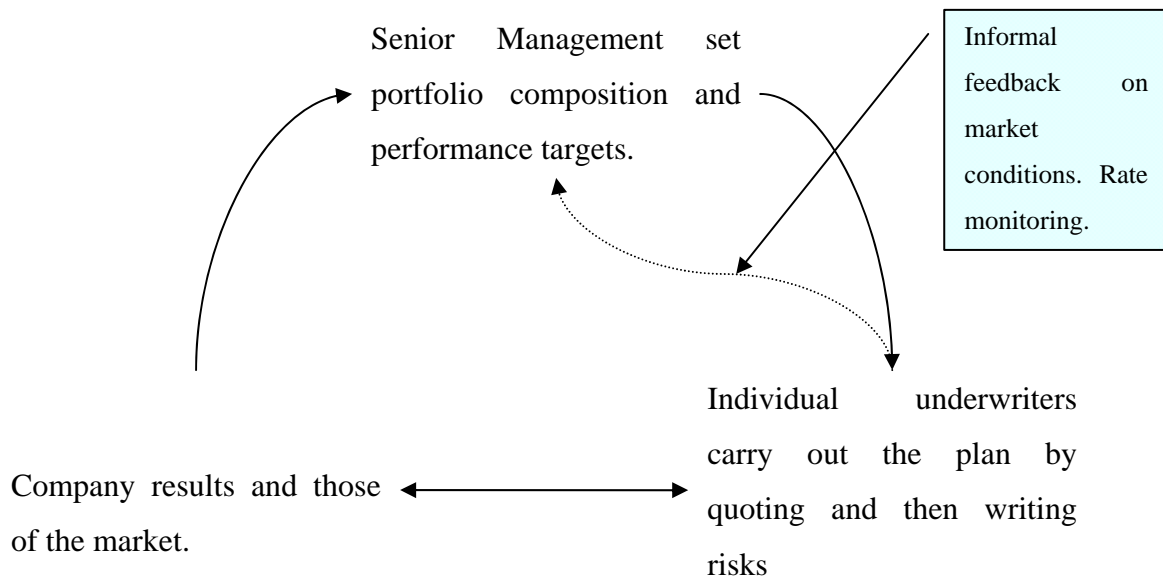 Senior Management set
portfolio composition and
performance targets.
Informal
feedback on
market
conditions. Rate
monitoring.
Individual underwriters
carry out the plan by
quoting and then writing
risks
Company results and those
of the market.